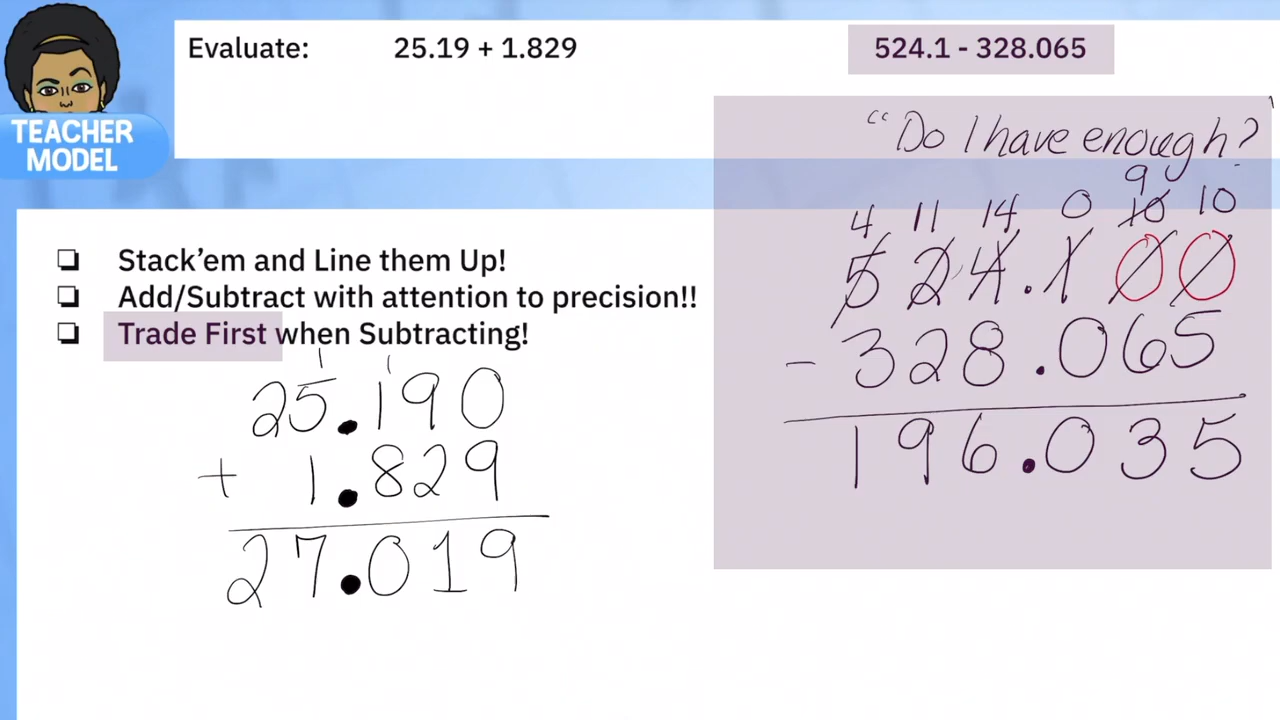 Evaluate: 25.19 + 1.829 524.1 - 328.065
TEACHER
MODEL
❑ Stack’em and Line them Up!
❑ Add/Subtract with attention to precision!!
❑ Trade First when Subtracting!
1 1
25.190
+ 1.829
27.019
“Do I have enough?”
9
4 11 14 0 10 10
524.100
- 328.065
196.035